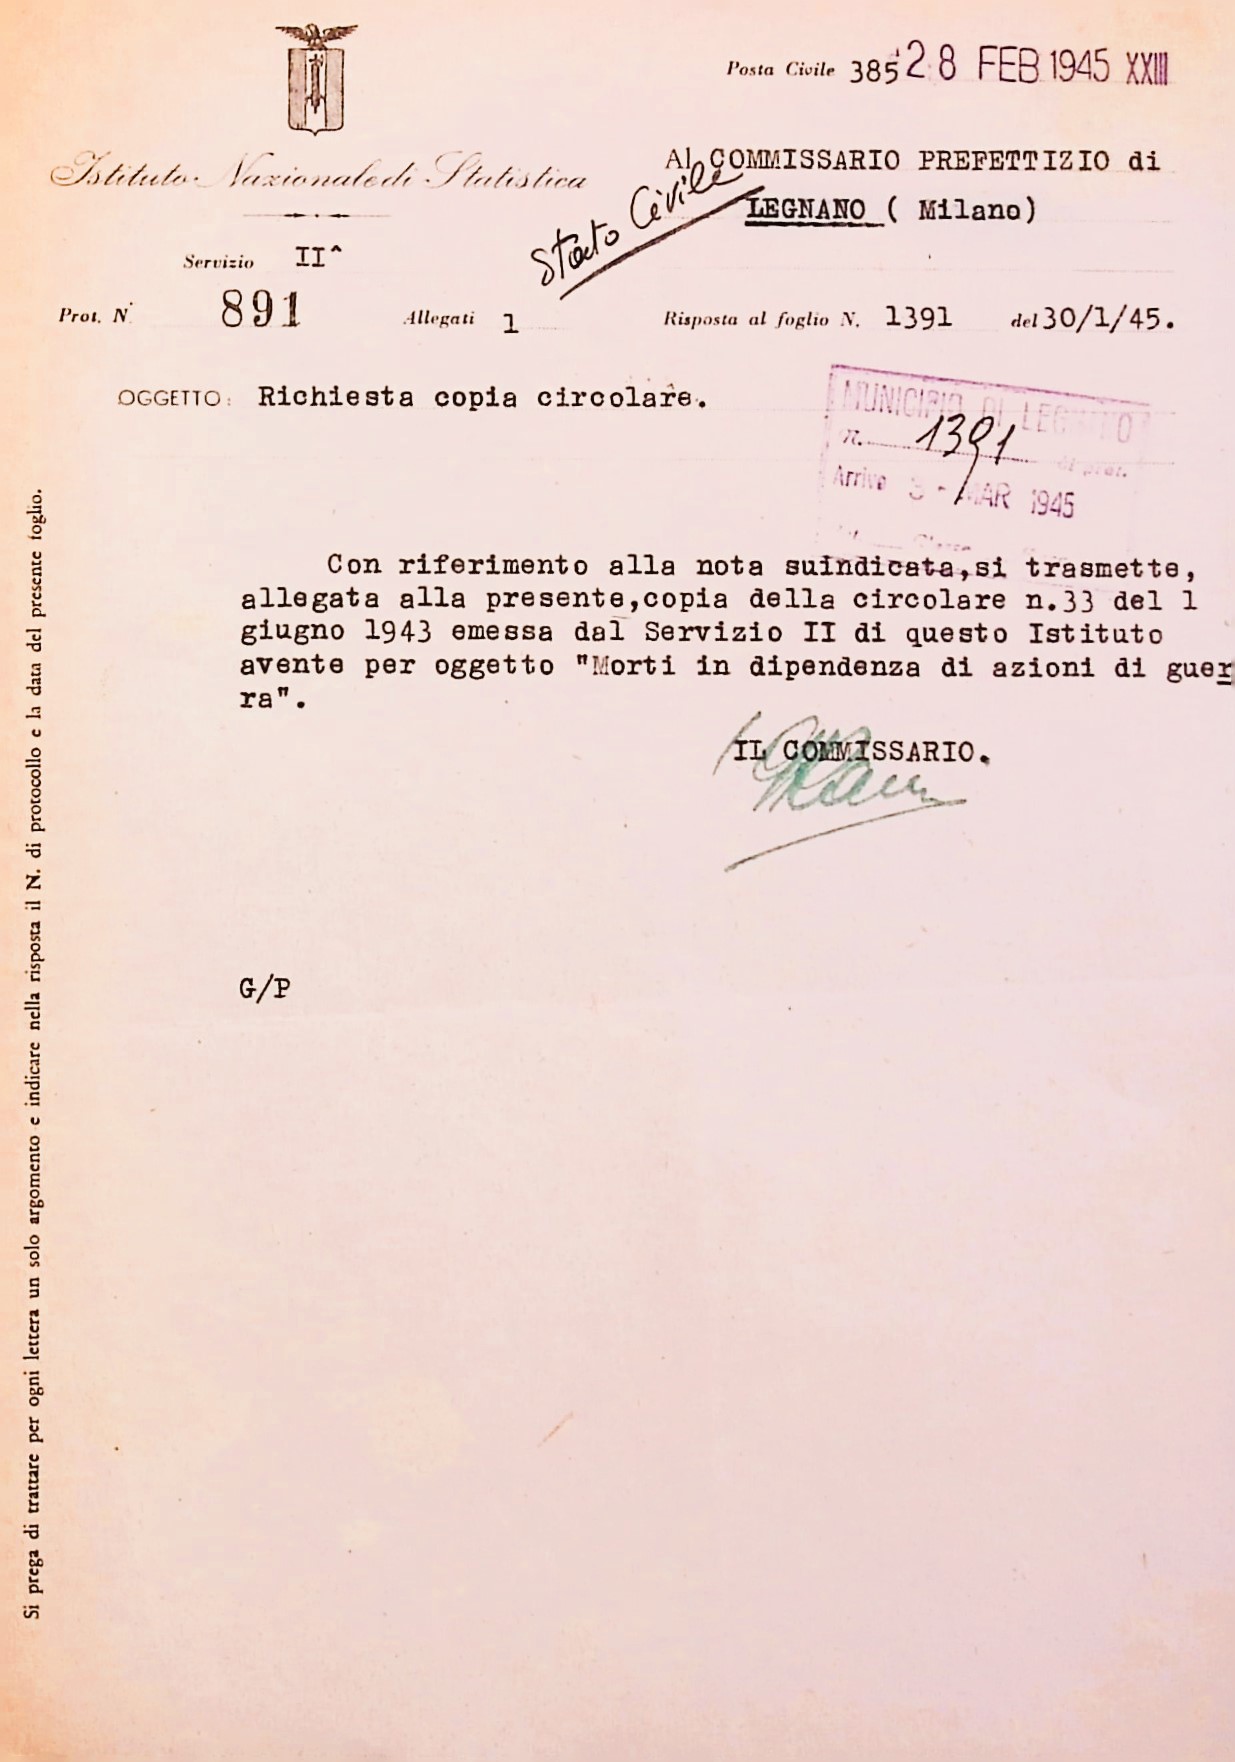 Posta Civile 385 28 FEB 1945 XXIII
Istituto Nazionale di Statistica
Al COMMISSARIO PREFETTIZIO di
LEGNANO ( Milano)
Stato Civile
Servizio II^
Prot. N. 891 Allegati 1 Risposta al foglio N. 1391 del 30/1/45.
OGGETTO: Richiesta copia circolare.
MUNICIPIO DI LEGNANO
N. 1391 di prot.
Arrivo 3 - MAR 1945
Con riferimento alla nota suindicata,si trasmette,
allegata alla presente,copia della circolare n.33 del 1
giugno 1943 emessa dal Servizio II di questo Istituto
avente per oggetto "Morti in dipendenza di azioni di guer
ra".
IL COMMISSARIO.
G/P
Si prega di trattare per ogni lettera un solo argomento e indicare nella risposta il N. di protocollo e la data del presente foglio.